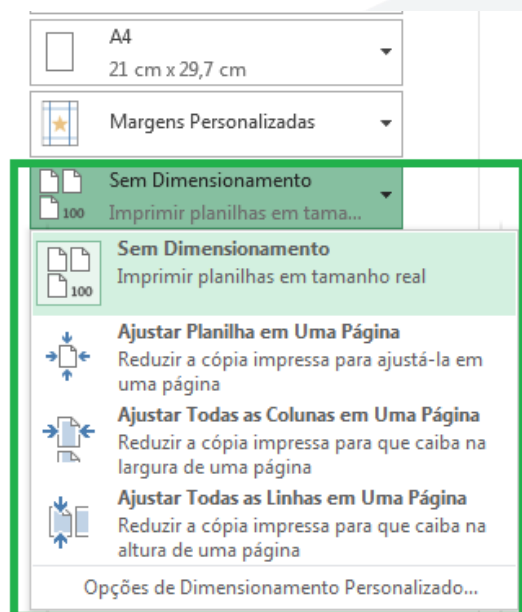 A4
21 cm x 29,7 cm
Margens Personalizadas
Sem Dimensionamento
100 Imprimir planilhas em tama...
Sem Dimensionamento
Imprimir planilhas em tamanho real
100
Ajustar Planilha em Uma Página
Reduzir a cópia impressa para ajustá-la em
uma página
Ajustar Todas as Colunas em Uma Página
Reduzir a cópia impressa para que caiba na
largura de uma página
Ajustar Todas as Linhas em Uma Página
Reduzir a cópia impressa para que caiba na
altura de uma página
Opções de Dimensionamento Personalizado...